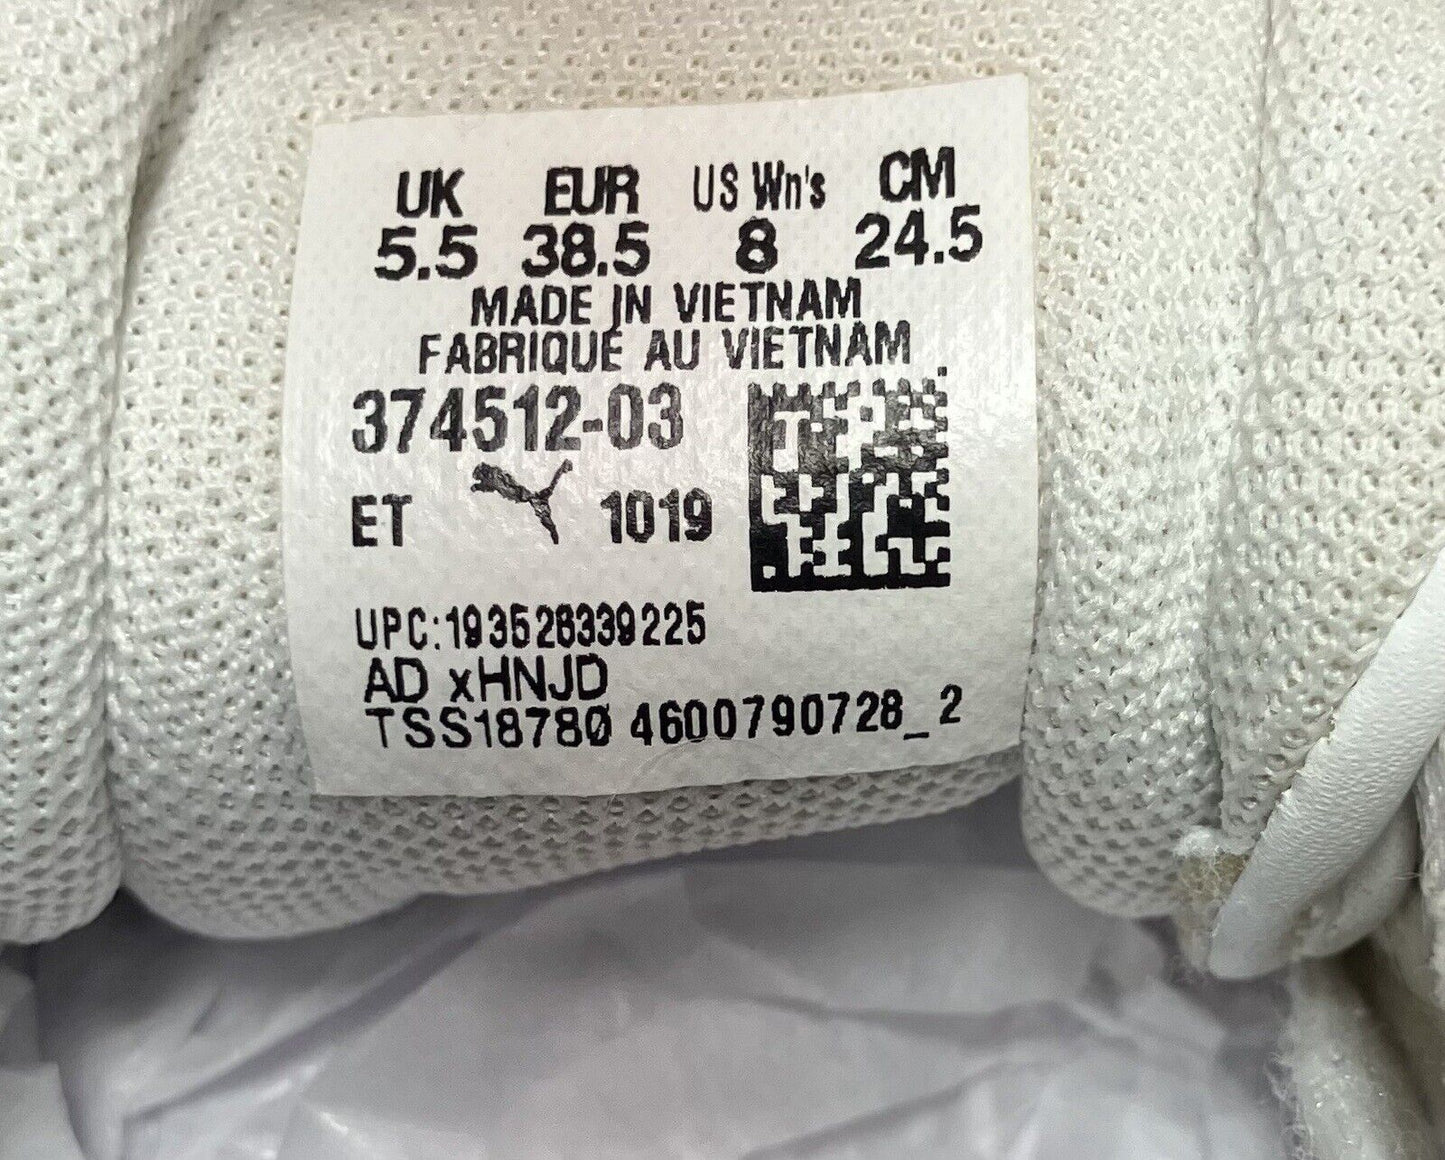 UK EUR US Wn's CM
5.5 38.5 8 24.5
MADE IN VIETNAM
FABRIQUE AU VIETNAM
374512-03
ET 1019
UPC:193526339225
AD xHNJD
TSS18780 4600790728_2